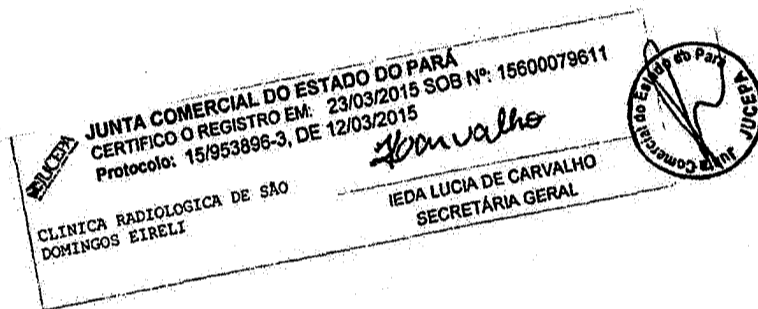 JUCEPA
JUNTA COMERCIAL DO ESTADO DO PARÁ
CERTIFICO O REGISTRO EM: 23/03/2015 SOB Nº: 15600079611
Protocolo: 15/953896-3, DE 12/03/2015
CLINICA RADIOLOGICA DE SÃO
DOMINGOS EIRELI
IEDA LUCIA DE CARVALHO
SECRETÁRIA GERAL
Junta Comercial do Estado do Pará
JUCEPA